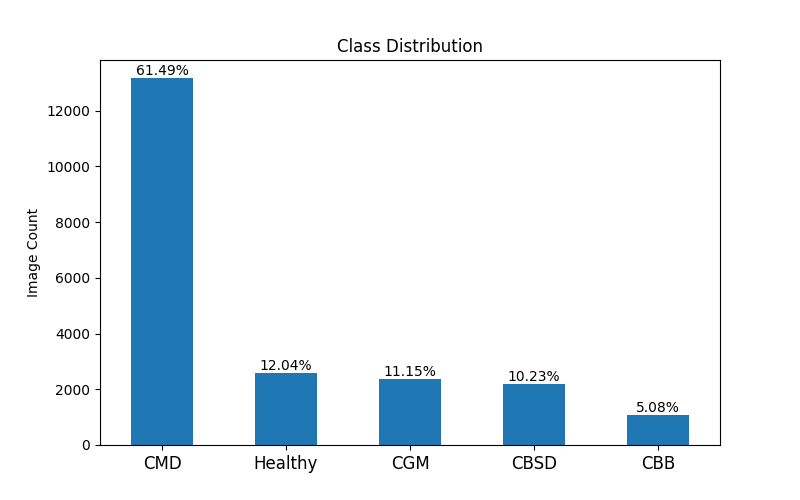 Class Distribution
61.49%
12000
10000
8000
6000
4000
2000
0
Image Count
12.04%
11.15%
10.23%
5.08%
CMD
Healthy
CGM
CBSD
CBB